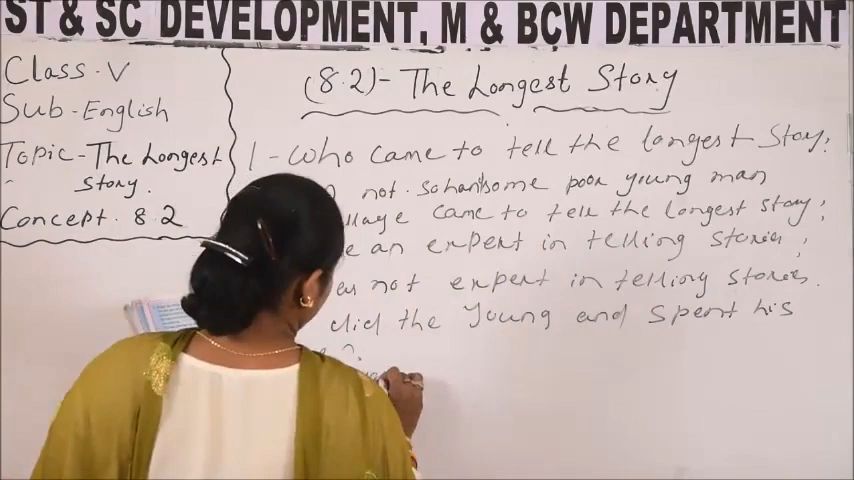 ST & SC DEVELOPMENT, M & BCW DEPARTMENT
Class - V
Sub - English
Topic - The Longest
Story.
Concept. 8.2
(8.2) - The Longest Story
1 - Who came to tell the longest Story?
not. so handsome poor young man
came to tell the longest story;
an expert in telling stories;
not expert in telling stories.
did the young and spent his
?